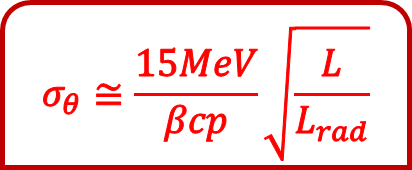 σ_θ ≅ 15MeV / βcp √(L / L_rad)